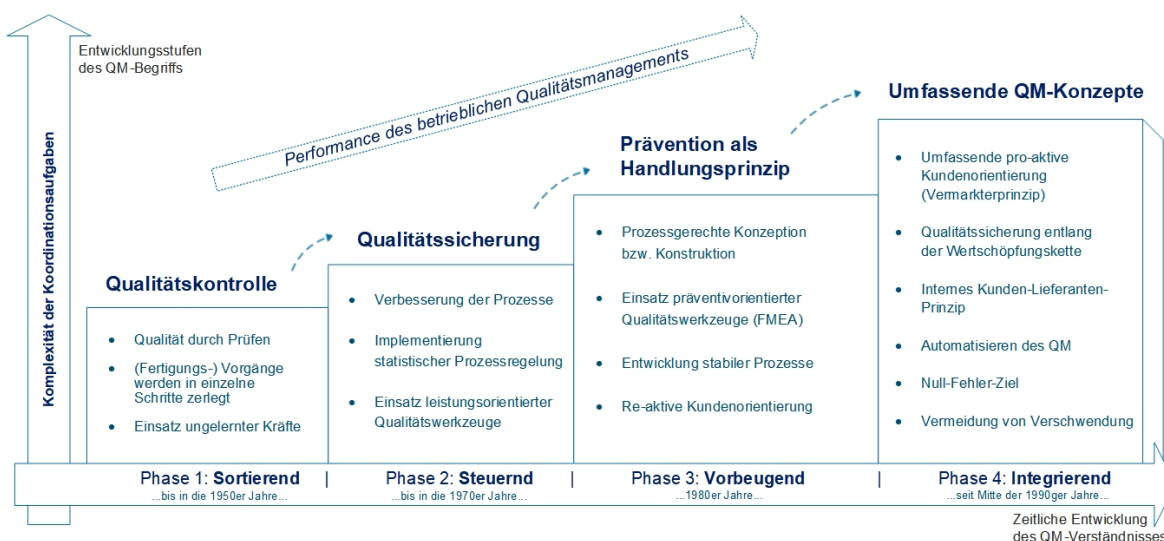 Entwicklungsstufen
des QM-Begriffs
Komplexität der Koordinationsaufgaben
Performance des betrieblichen Qualitätsmanagements
Qualitätskontrolle
• Qualität durch Prüfen
• (Fertigungs-) Vorgänge
werden in einzelne
Schritte zerlegt
• Einsatz ungelernter Kräfte
Qualitätssicherung
• Verbesserung der Prozesse
• Implementierung
statistischer Prozessregelung
• Einsatz leistungsorientierter
Qualitätswerkzeuge
Prävention als
Handlungsprinzip
• Prozessgerechte Konzeption
bzw. Konstruktion
• Einsatz präventivorientierter
Qualitätswerkzeuge (FMEA)
• Entwicklung stabiler Prozesse
• Re-aktive Kundenorientierung
Umfassende QM-Konzepte
• Umfassende pro-aktive
Kundenorientierung
(Vermarkterprinzip)
• Qualitätssicherung entlang
der Wertschöpfungskette
• Internes Kunden-Lieferanten-
Prinzip
• Automatisieren des QM
• Null-Fehler-Ziel
• Vermeidung von Verschwendung
Phase 1: Sortierend
...bis in die 1950er Jahre...
Phase 2: Steuernd
...bis in die 1970er Jahre...
Phase 3: Vorbeugend
...1980er Jahre...
Phase 4: Integrierend
...seit Mitte der 1990ger Jahre...
Zeitliche Entwicklung
des QM-Verständnisses